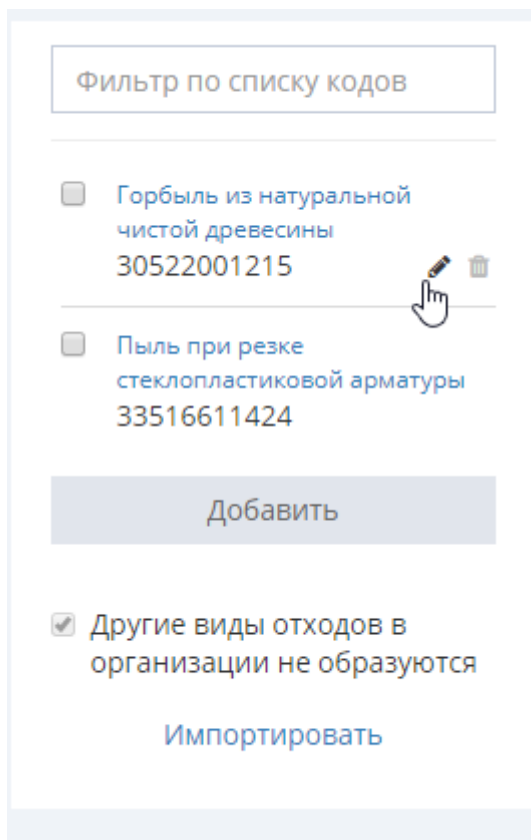 Фильтр по списку кодов
Горбыль из натуральной
чистой древесины
30522001215
Пыль при резке
стеклопластиковой арматуры
33516611424
Добавить
Другие виды отходов в
организации не образуются
Импортировать